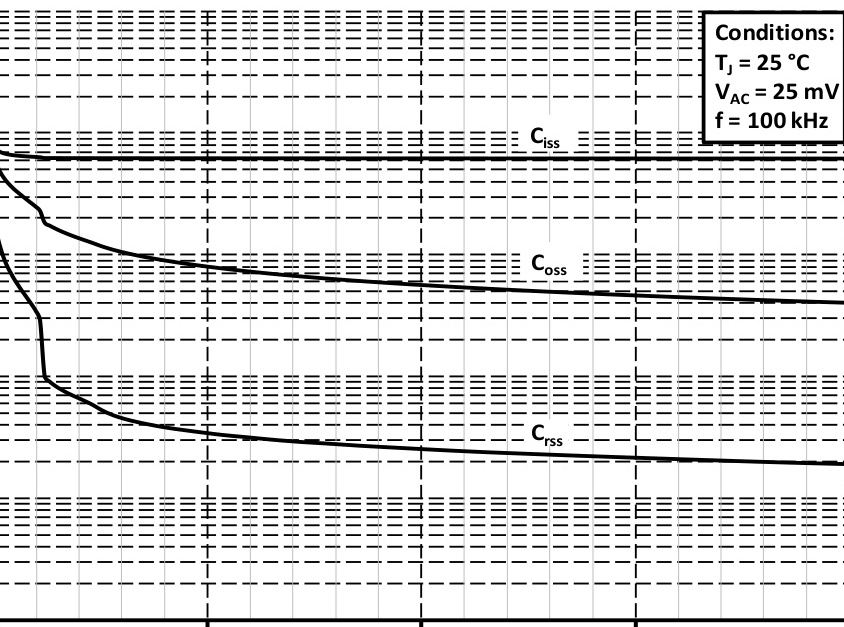 Conditions:
TJ = 25 °C
VAC = 25 mV
f = 100 kHz
Ciss
Coss
Crss